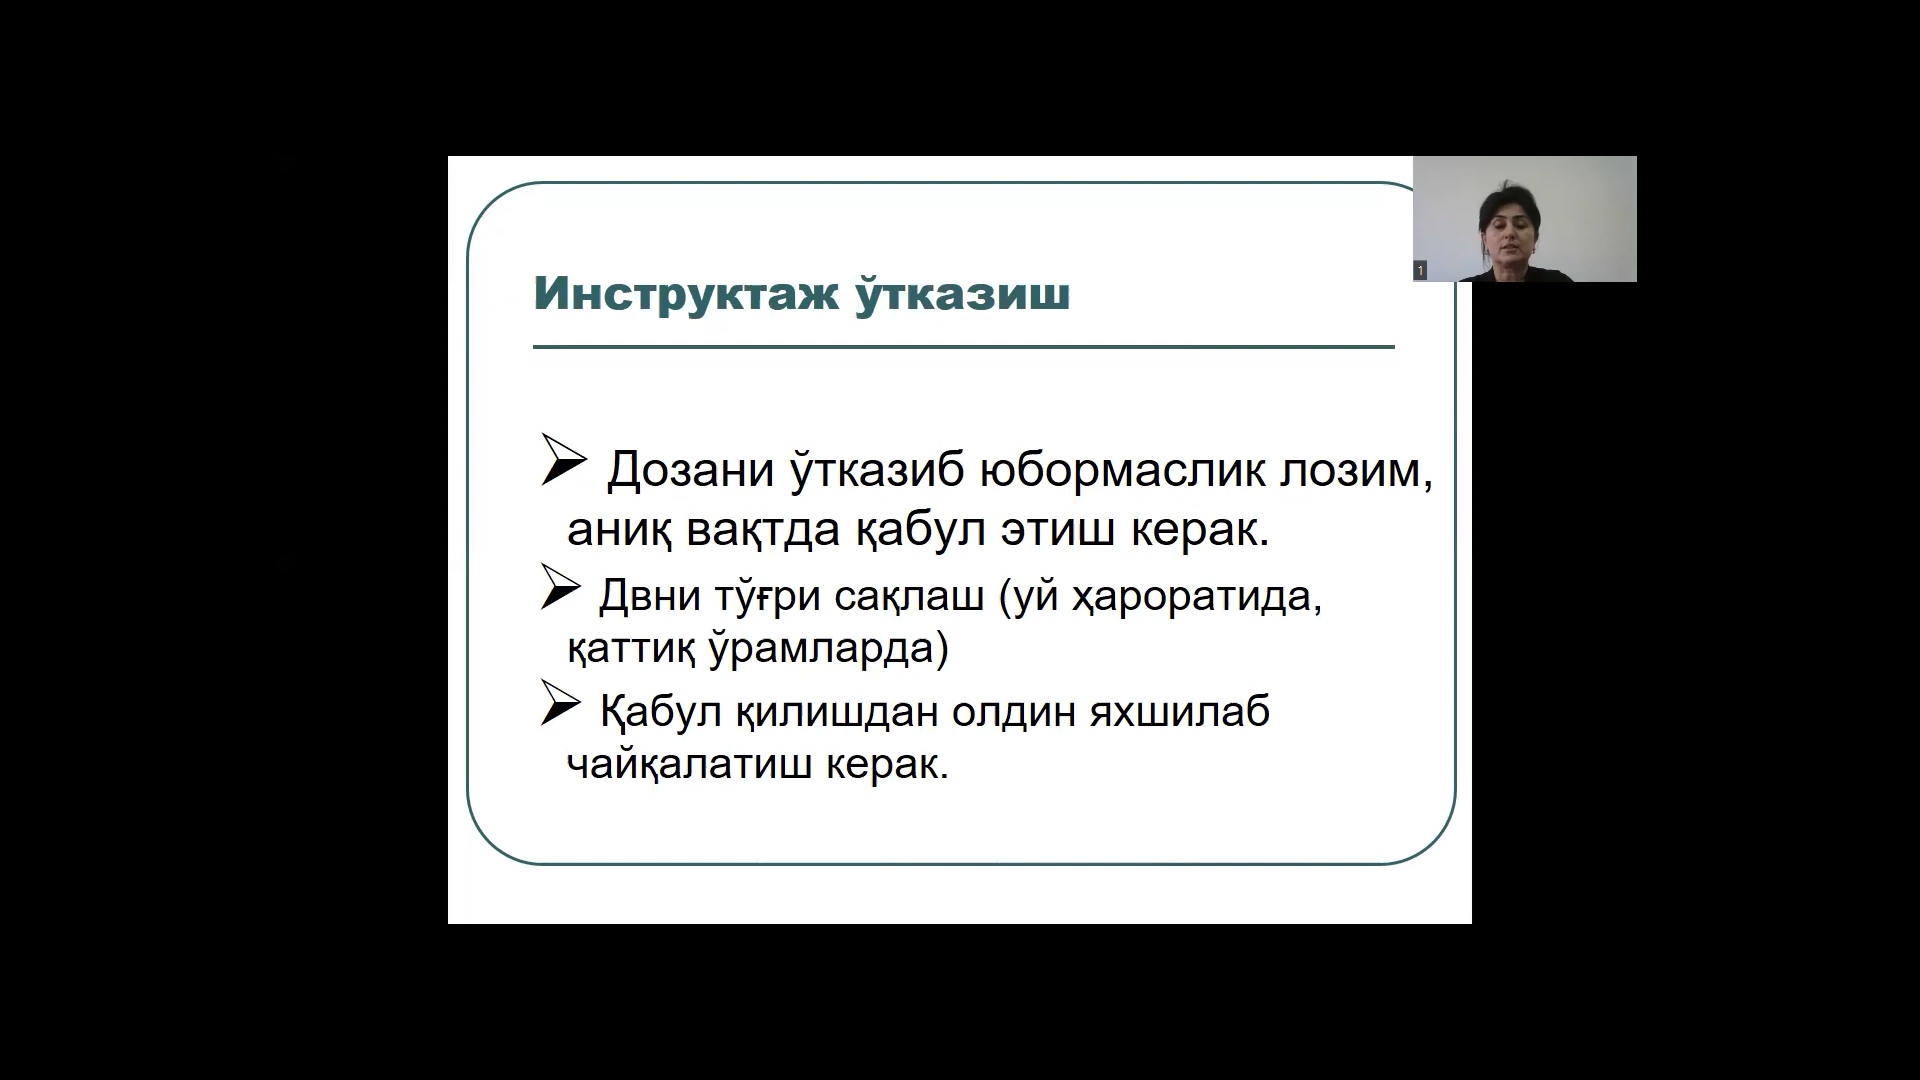 Инструктаж ўтказиш
Дозани ўтказиб юбормаслик лозим,
аниқ вақтда қабул этиш керак.
Двни тўғри сақлаш (уй ҳароратида,
қаттиқ ўрамларда)
Қабул қилишдан олдин яхшилаб
чайқалатиш керак.
1